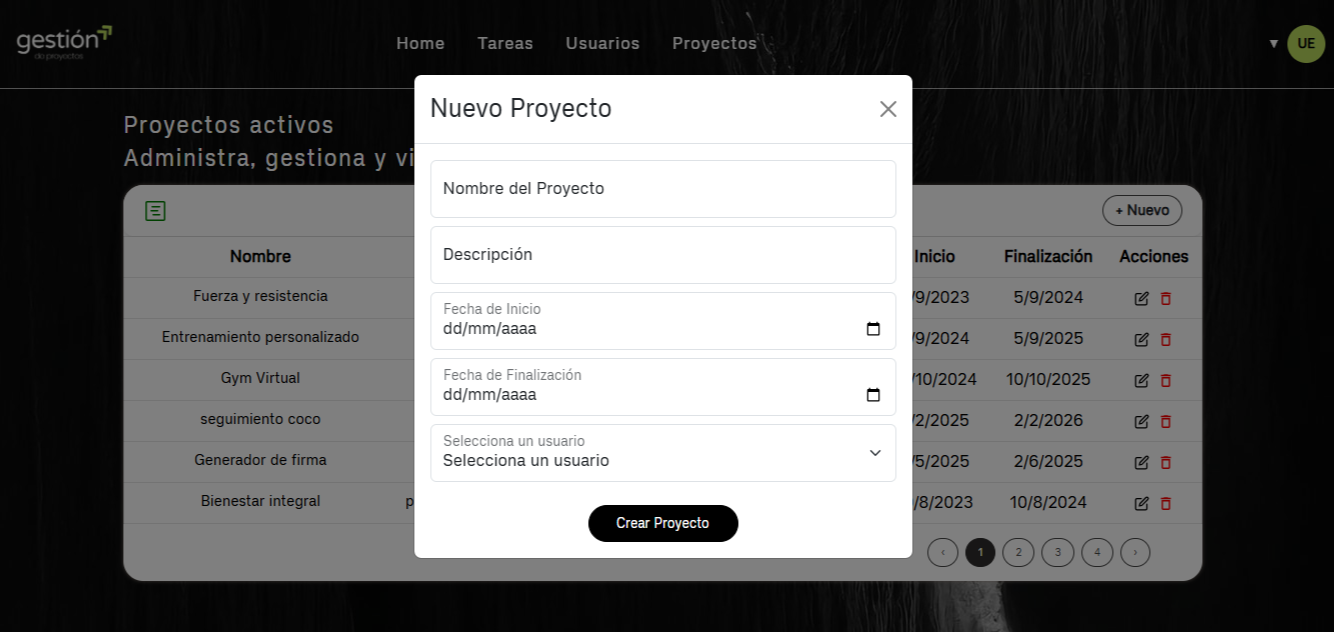 gestión
de proyectos
Home Tareas Usuarios Proyectos
▼ UE
Proyectos activos
Administra, gestiona y vi
Nuevo Proyecto
Nombre del Proyecto
Descripción
Fecha de Inicio
dd/mm/aaaa
Fecha de Finalización
dd/mm/aaaa
Selecciona un usuario
Selecciona un usuario
Crear Proyecto
+ Nuevo
Nombre Inicio Finalización Acciones
Fuerza y resistencia /9/2023 5/9/2024
Entrenamiento personalizado /9/2024 5/9/2025
Gym Virtual /10/2024 10/10/2025
seguimiento coco /2/2025 2/2/2026
Generador de firma /5/2025 2/6/2025
Bienestar integral p /8/2023 10/8/2024
‹ 1 2 3 4 ›